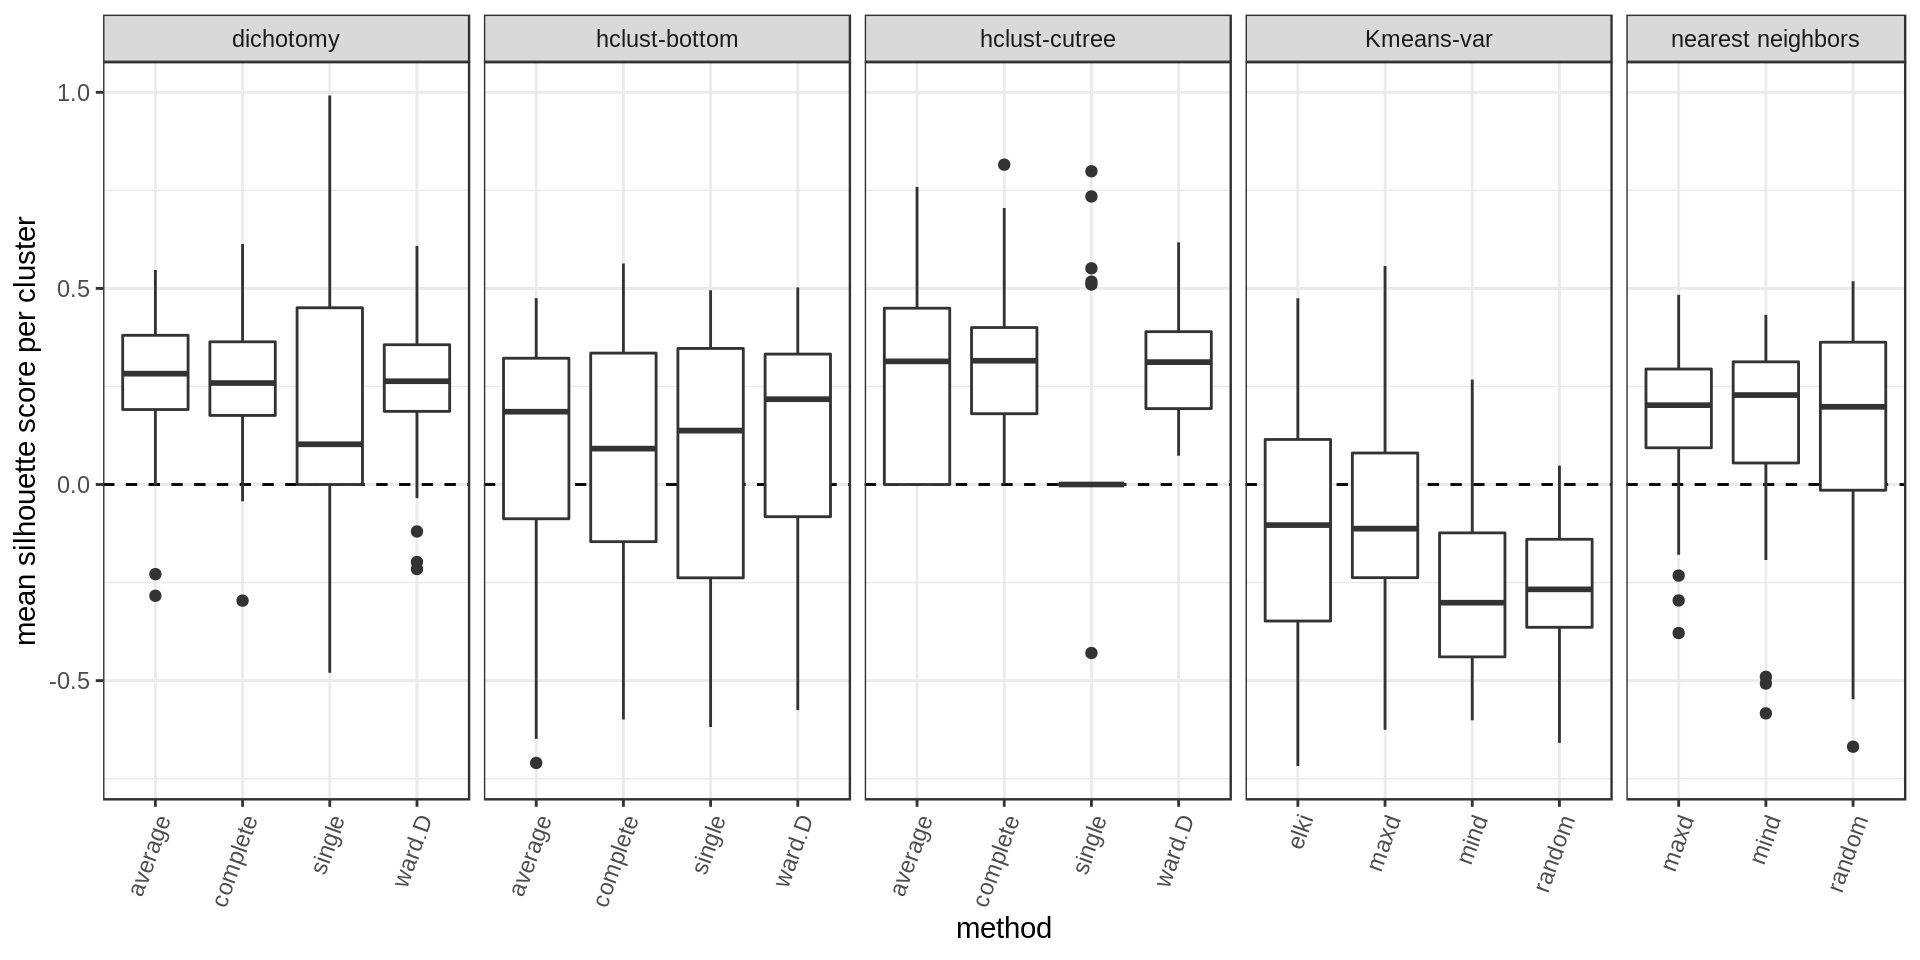 dichotomy
hclust-bottom
hclust-cutree
Kmeans-var
nearest neighbors
mean silhouette score per cluster
1.0
0.5
0.0
-0.5
average
complete
single
ward.D
average
complete
single
ward.D
average
complete
single
ward.D
elki
maxd
mind
random
maxd
mind
random
method